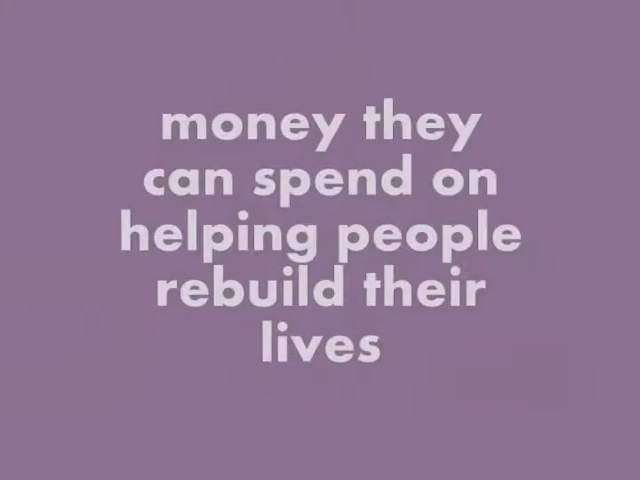 money they
can spend on
helping people
rebuild their
lives